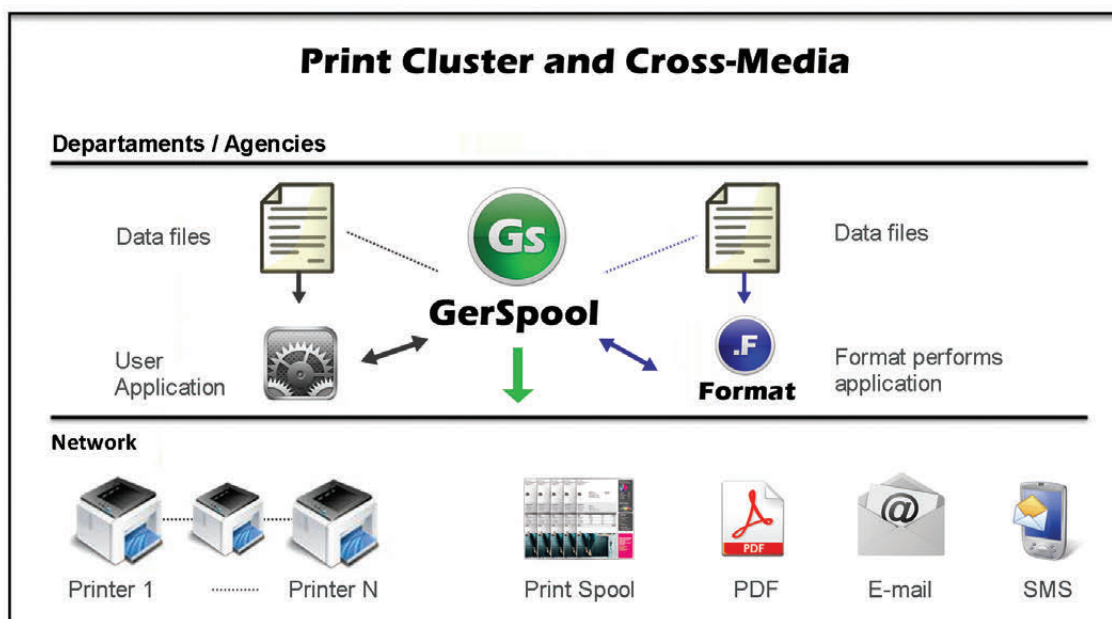 Print Cluster and Cross-Media
Departaments / Agencies
Data files
Gs
Data files
GerSpool
User
Application
.F
Format
Format performs
application
Network
@
PDF
Printer 1
Printer N
Print Spool
PDF
E-mail
SMS